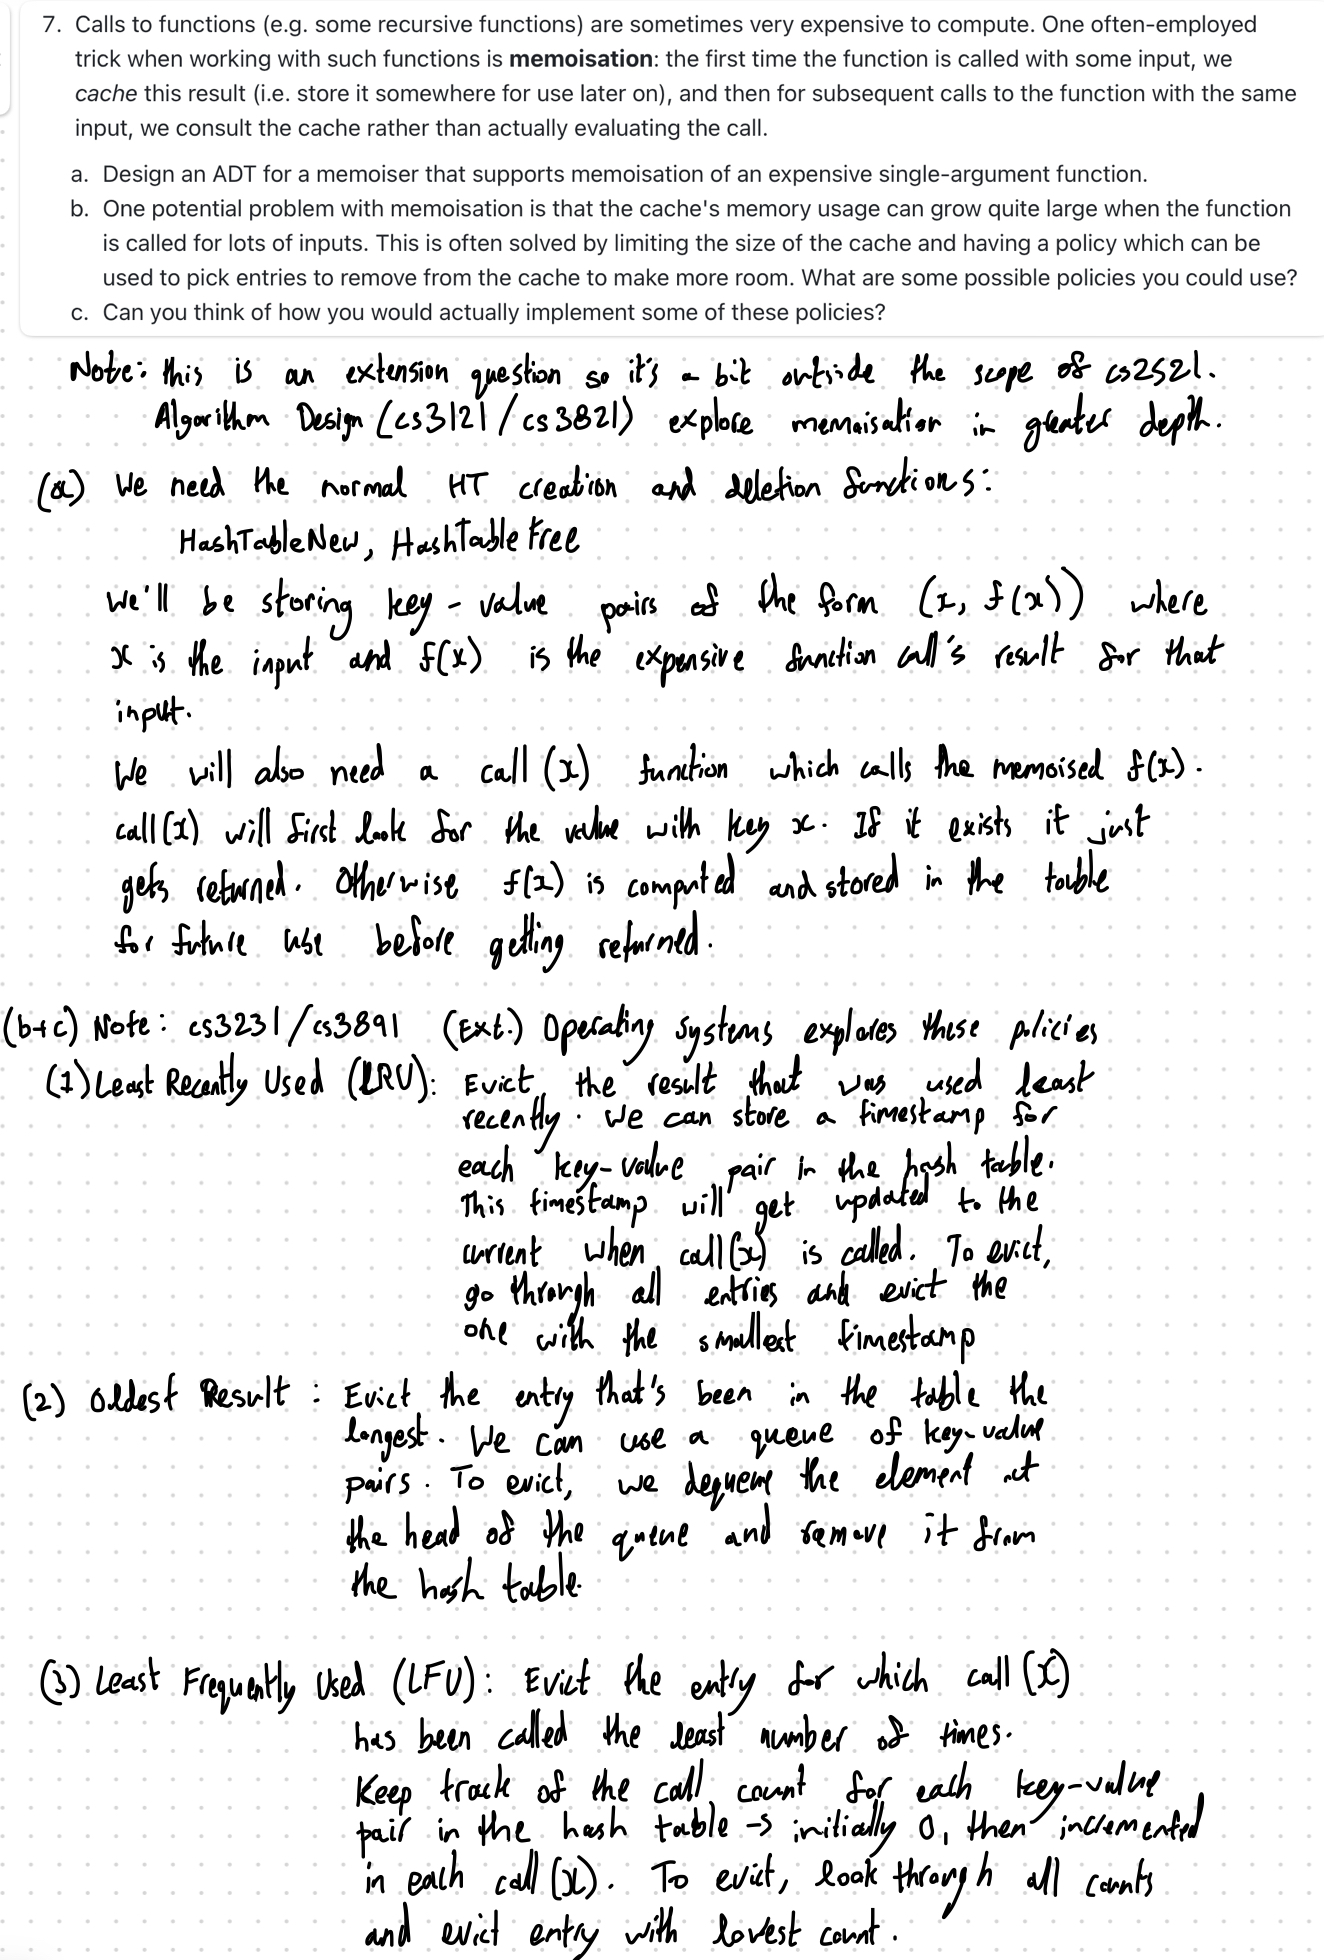 7. Calls to functions (e.g. some recursive functions) are sometimes very expensive to compute. One often-employed
trick when working with such functions is memoisation: the first time the function is called with some input, we
cache this result (i.e. store it somewhere for use later on), and then for subsequent calls to the function with the same
input, we consult the cache rather than actually evaluating the call.
a. Design an ADT for a memoiser that supports memoisation of an expensive single-argument function.
b. One potential problem with memoisation is that the cache's memory usage can grow quite large when the function
is called for lots of inputs. This is often solved by limiting the size of the cache and having a policy which can be
used to pick entries to remove from the cache to make more room. What are some possible policies you could use?
c. Can you think of how you would actually implement some of these policies?
Note: this is an extension question so it's a bit outside the scope of cs2521.
Algorithm Design (cs3121/cs3821) explore memoisation in greater depth.
(a) We need the normal HT creation and deletion functions:
HashTableNew, HashTableFree
We'll be storing key-value pairs of the form (x, f(x)) where
x is the input and f(x) is the expensive function call's result for that
input.
We will also need a call(x) function which calls the memoised f(x).
call(x) will first look for the value with key x. If it exists it just
gets returned. Otherwise f(x) is computed and stored in the table
for future use before getting returned.
(b+c) Note: cs3231/cs3891 (Ext.) Operating systems explores these policies
(1) Least Recently Used (LRU): Evict the result that was used least
recently. We can store a timestamp for
each key-value pair in the hash table.
This timestamp will get updated to the
current when call(x) is called. To evict,
go through all entries and evict the
one with the smallest timestamp
(2) Oldest Result: Evict the entry that's been in the table the
longest. We can use a queue of key-value
pairs. To evict, we dequeue the element at
the head of the queue and remove it from
the hash table.
(3) Least Frequently Used (LFU): Evict the entry for which call(x)
has been called the least number of times.
Keep track of the call count for each key-value
pair in the hash table → initially 0, then incremented
in each call(x). To evict, look through all counts
and evict entry with lowest count.